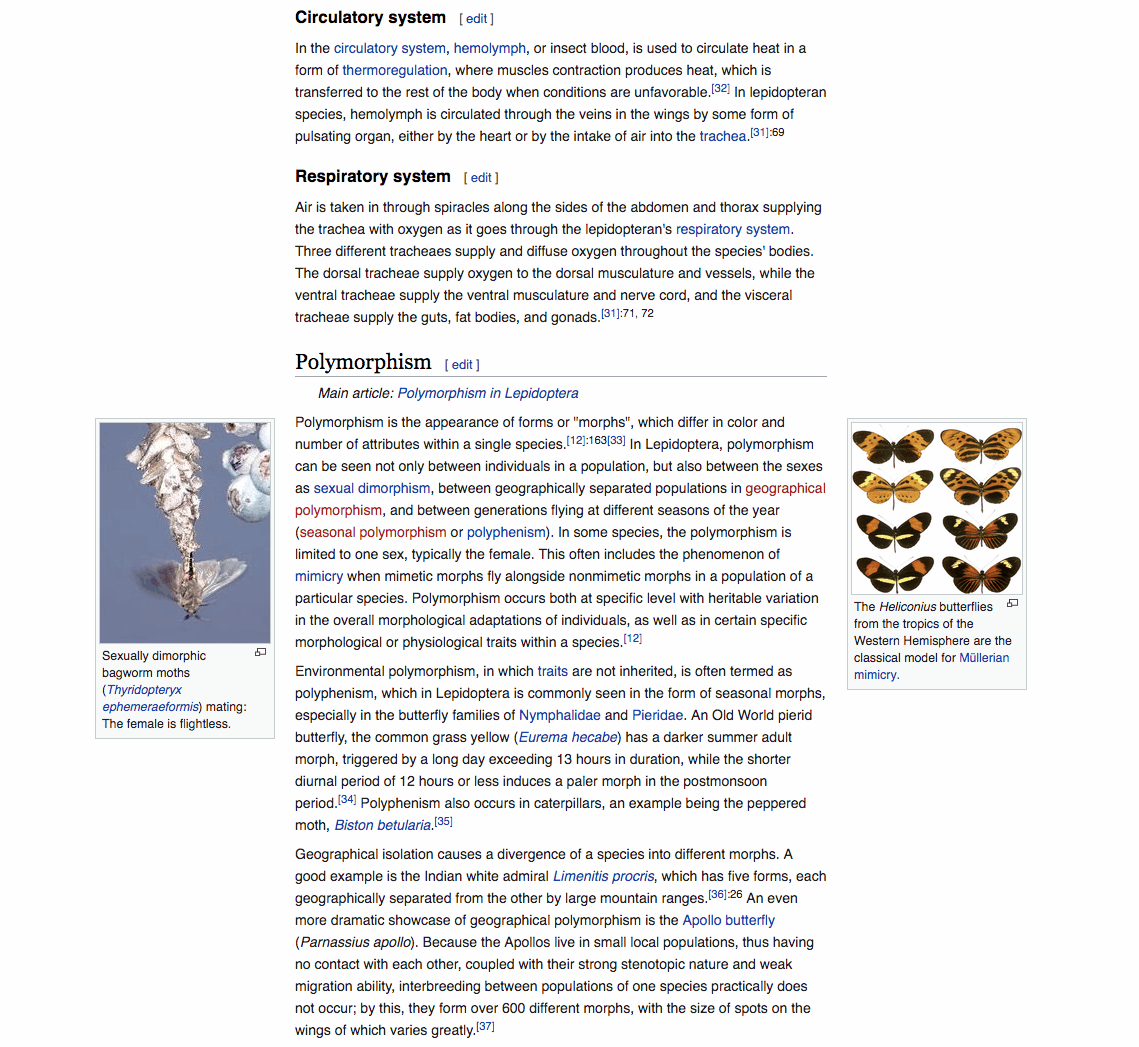 Circulatory system [ edit ]
In the circulatory system, hemolymph, or insect blood, is used to circulate heat in a
form of thermoregulation, where muscles contraction produces heat, which is
transferred to the rest of the body when conditions are unfavorable.[32] In lepidopteran
species, hemolymph is circulated through the veins in the wings by some form of
pulsating organ, either by the heart or by the intake of air into the trachea.[31]:69
Respiratory system [ edit ]
Air is taken in through spiracles along the sides of the abdomen and thorax supplying
the trachea with oxygen as it goes through the lepidopteran's respiratory system.
Three different tracheaes supply and diffuse oxygen throughout the species' bodies.
The dorsal tracheae supply oxygen to the dorsal musculature and vessels, while the
ventral tracheae supply the ventral musculature and nerve cord, and the visceral
tracheae supply the guts, fat bodies, and gonads.[31]:71, 72
Polymorphism [ edit ]
Main article: Polymorphism in Lepidoptera
Polymorphism is the appearance of forms or "morphs", which differ in color and
number of attributes within a single species.[12]:163[33] In Lepidoptera, polymorphism
can be seen not only between individuals in a population, but also between the sexes
as sexual dimorphism, between geographically separated populations in geographical
polymorphism, and between generations flying at different seasons of the year
(seasonal polymorphism or polyphenism). In some species, the polymorphism is
limited to one sex, typically the female. This often includes the phenomenon of
mimicry when mimetic morphs fly alongside nonmimetic morphs in a population of a
particular species. Polymorphism occurs both at specific level with heritable variation
in the overall morphological adaptations of individuals, as well as in certain specific
morphological or physiological traits within a species.[12]
Environmental polymorphism, in which traits are not inherited, is often termed as
polyphenism, which in Lepidoptera is commonly seen in the form of seasonal morphs,
especially in the butterfly families of Nymphalidae and Pieridae. An Old World pierid
butterfly, the common grass yellow (Eurema hecabe) has a darker summer adult
morph, triggered by a long day exceeding 13 hours in duration, while the shorter
diurnal period of 12 hours or less induces a paler morph in the postmonsoon
period.[34] Polyphenism also occurs in caterpillars, an example being the peppered
moth, Biston betularia.[35]
Geographical isolation causes a divergence of a species into different morphs. A
good example is the Indian white admiral Limenitis procris, which has five forms, each
geographically separated from the other by large mountain ranges.[36]:26 An even
more dramatic showcase of geographical polymorphism is the Apollo butterfly
(Parnassius apollo). Because the Apollos live in small local populations, thus having
no contact with each other, coupled with their strong stenotopic nature and weak
migration ability, interbreeding between populations of one species practically does
not occur; by this, they form over 600 different morphs, with the size of spots on the
wings of which varies greatly.[37]
Sexually dimorphic
bagworm moths
(Thyridopteryx
ephemeraeformis) mating:
The female is flightless.
The Heliconius butterflies
from the tropics of the
Western Hemisphere are the
classical model for Müllerian
mimicry.